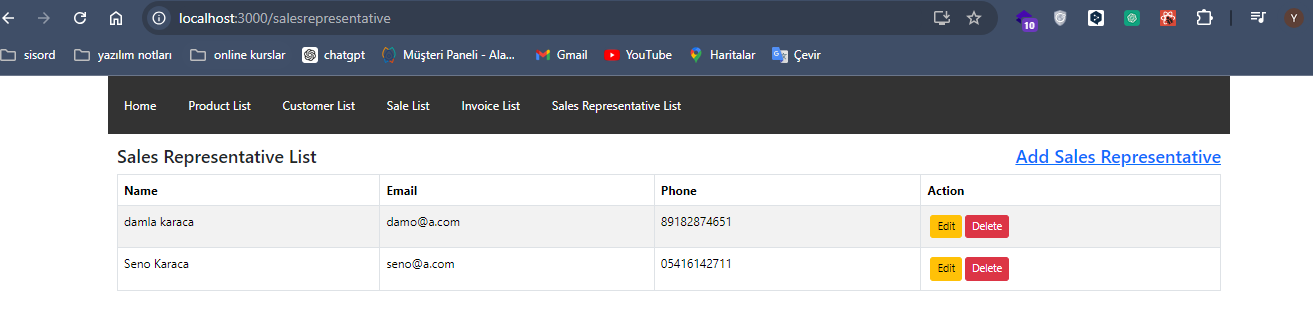 localhost:3000/salesrepresentative
10
Y
sisord yazılım notları online kurslar chatgpt Müşteri Paneli - Ala... Gmail YouTube Haritalar Çevir
Home Product List Customer List Sale List Invoice List Sales Representative List
Sales Representative List Add Sales Representative
Name Email Phone Action
damla karaca damo@a.com 89182874651 Edit Delete
Seno Karaca seno@a.com 05416142711 Edit Delete